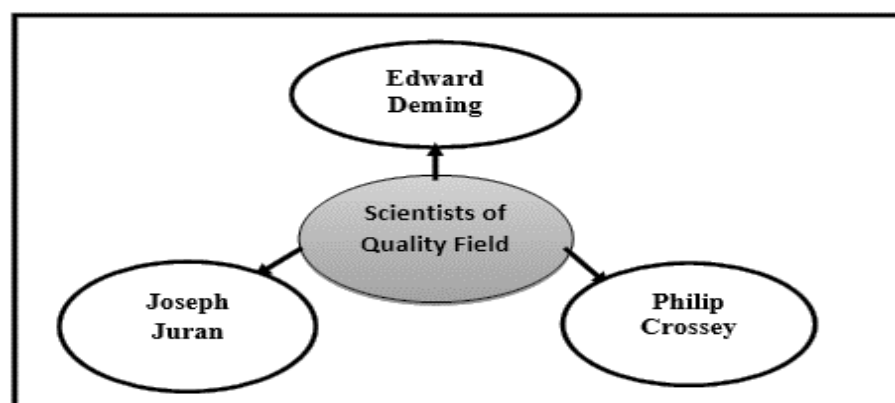 Edward
Deming
Scientists of
Quality Field
Joseph
Juran
Philip
Crossey